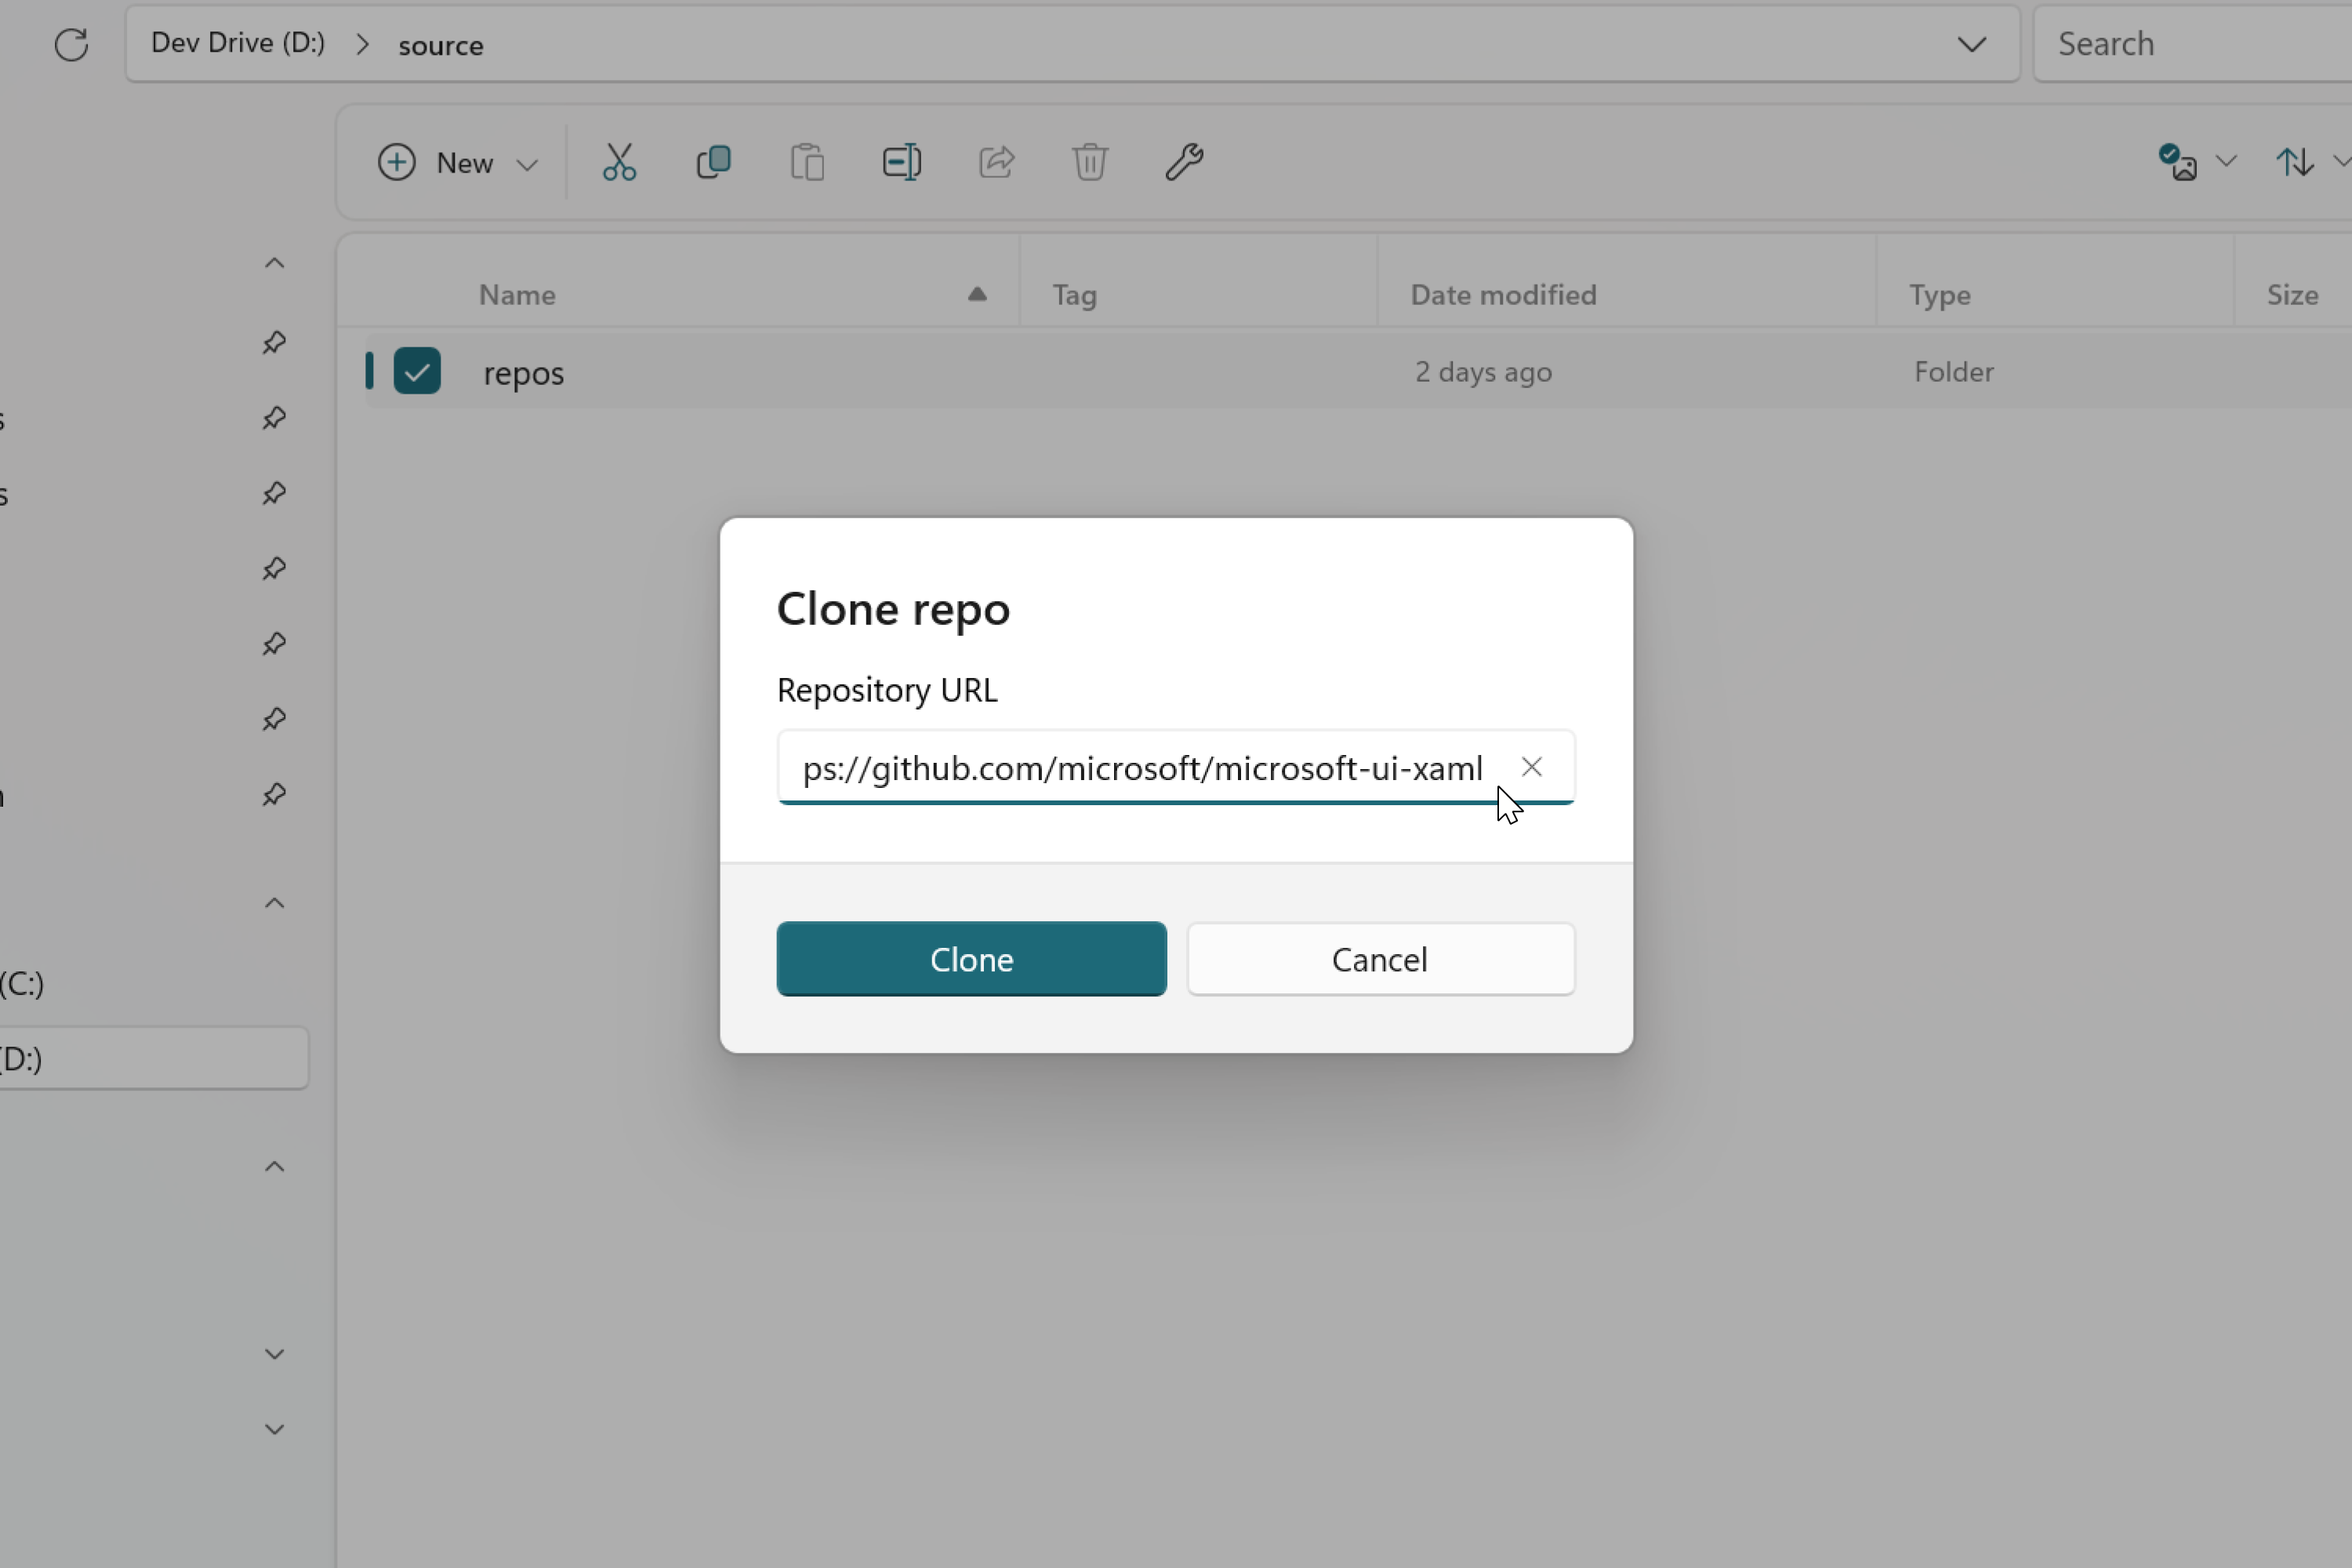 Dev Drive (D:) > source
Search
New
Name
Tag
Date modified
Type
Size
repos
2 days ago
Folder
s
s
n
(C:)
(D:)
Clone repo
Repository URL
ps://github.com/microsoft/microsoft-ui-xaml
Clone
Cancel